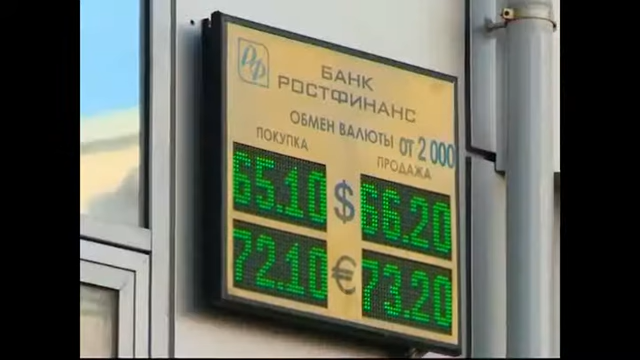 РФ
БАНК
РОСТФИНАНС
ОБМЕН ВАЛЮТЫ от 2 000
ПОКУПКА ПРОДАЖА
65.10 $ 66.20
72.10 € 73.20